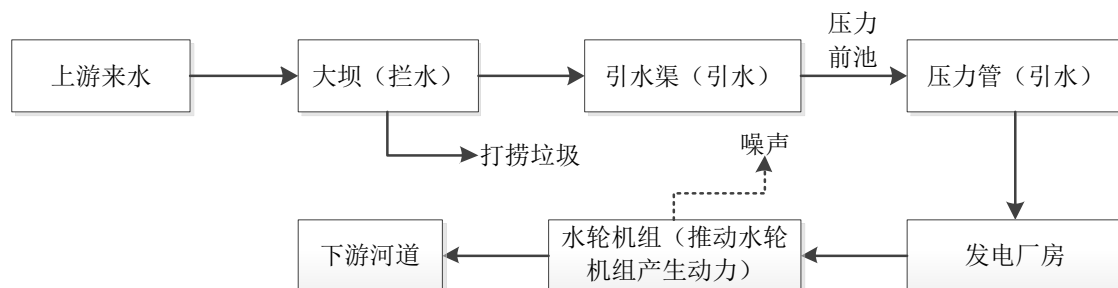 上游来水
大坝（拦水）
引水渠（引水）
压力
前池
压力管（引水）
打捞垃圾
噪声
下游河道
水轮机组（推动水轮
机组产生动力）
发电厂房